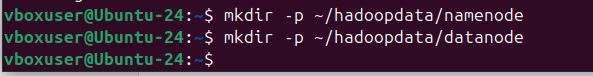 vboxuser@Ubuntu-24:~$ mkdir -p ~/hadoopdata/namenode
vboxuser@Ubuntu-24:~$ mkdir -p ~/hadoopdata/datanode
vboxuser@Ubuntu-24:~$